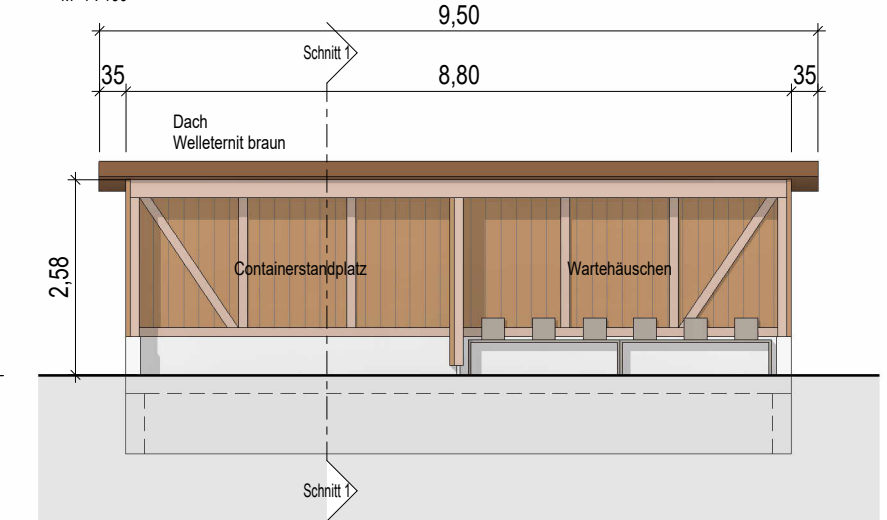 9,50
Schnitt 1
35
8,80
35
Dach
Welleternit braun
2,58
Containerstandplatz
Wartehäuschen
Schnitt 1